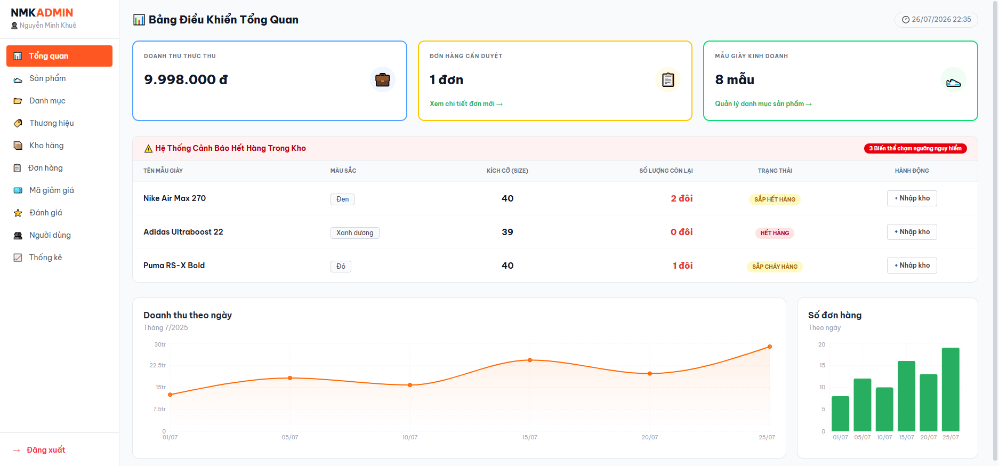 NMKADMIN
Nguyễn Minh Khuê
Tổng quan
Sản phẩm
Danh mục
Thương hiệu
Kho hàng
Đơn hàng
Mã giảm giá
Đánh giá
Người dùng
Thống kê
→ Đăng xuất
Bảng Điều Khiển Tổng Quan
26/07/2026 22:35
DOANH THU THỰC THU
9.998.000 đ
ĐƠN HÀNG CẦN DUYỆT
1 đơn
Xem chi tiết đơn mới →
MẪU GIÀY KINH DOANH
8 mẫu
Quản lý danh mục sản phẩm →
Hệ Thống Cảnh Báo Hết Hàng Trong Kho
3 Biến thể chạm ngưỡng nguy hiểm
TÊN MẪU GIÀY MÀU SẮC KÍCH CỠ (SIZE) SỐ LƯỢNG CÒN LẠI TRẠNG THÁI HÀNH ĐỘNG
Nike Air Max 270 Đen 40 2 đôi SẮP HẾT HÀNG + Nhập kho
Adidas Ultraboost 22 Xanh dương 39 0 đôi HẾT HÀNG + Nhập kho
Puma RS-X Bold Đỏ 40 1 đôi SẮP CHÁY HÀNG + Nhập kho
Doanh thu theo ngày
Tháng 7/2025
30tr
22.5tr
15tr
7.5tr
0
01/07 05/07 10/07 15/07 20/07 25/07
Số đơn hàng
Theo ngày
20
15
10
5
0
01/07 05/07 10/07 15/07 20/07 25/07